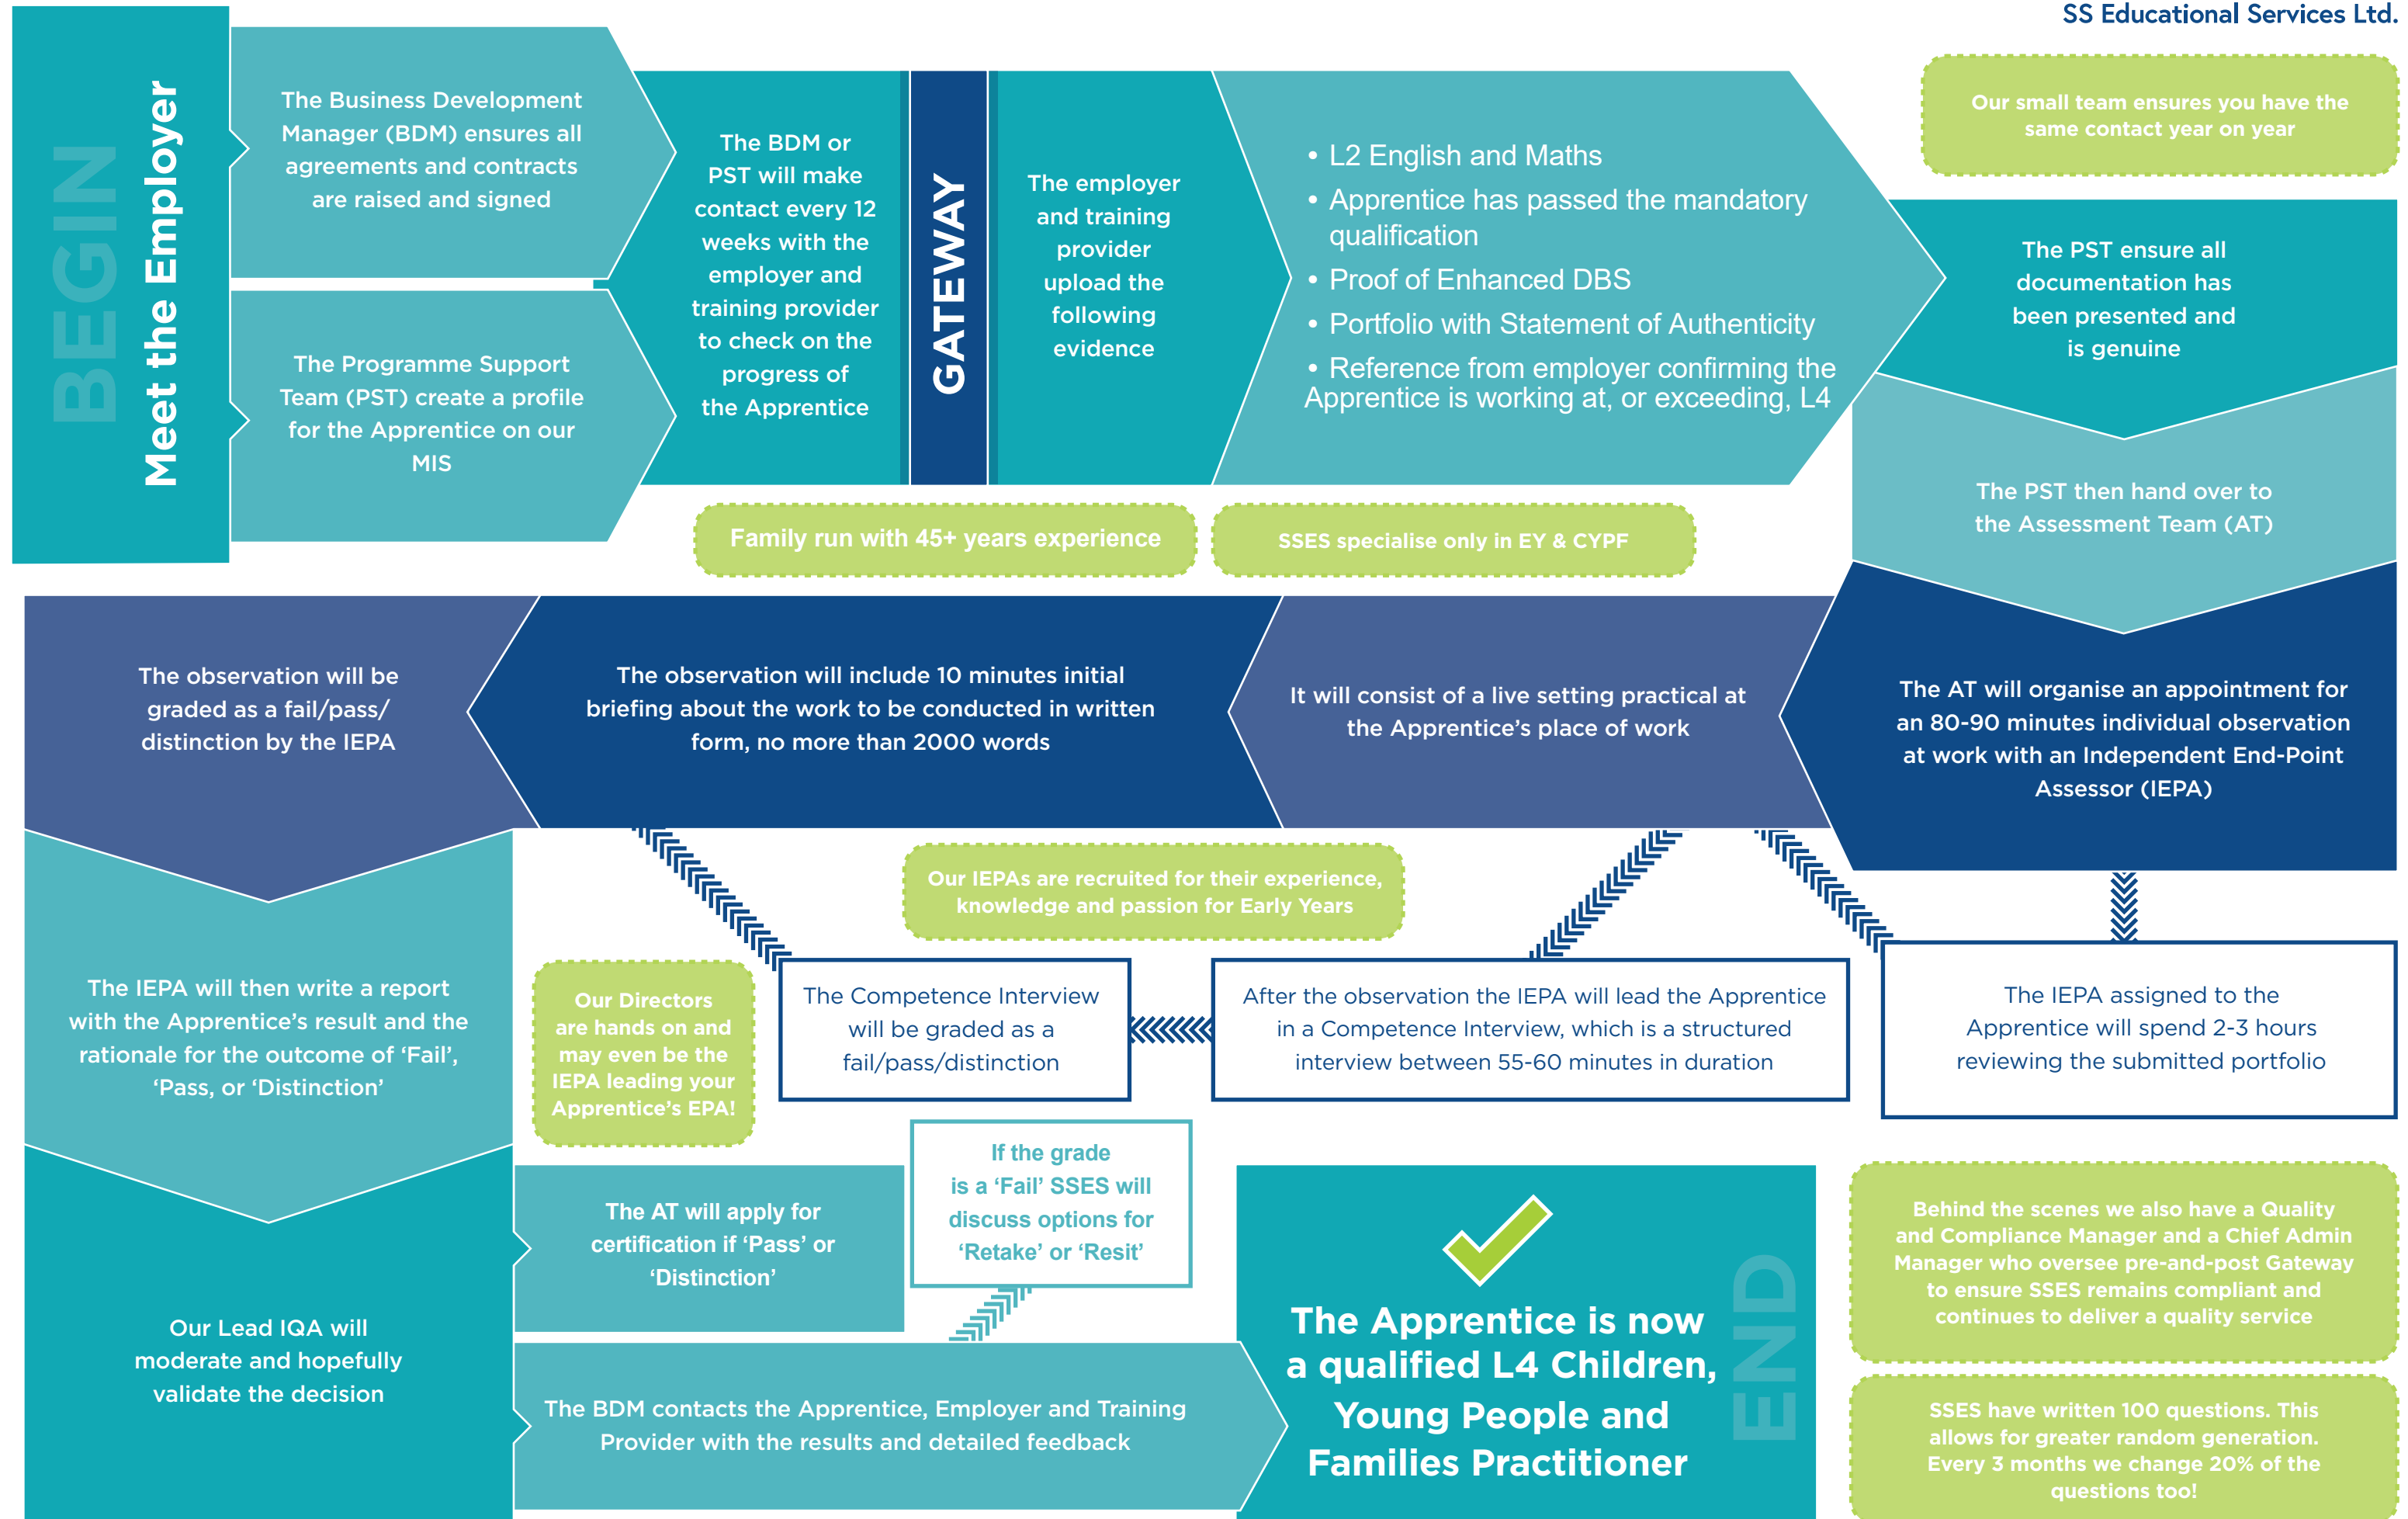 SS Educational Services Ltd.
BEGIN
Meet the Employer
The Business Development
Manager (BDM) ensures all
agreements and contracts
are raised and signed
The Programme Support
Team (PST) create a profile
for the Apprentice on our
MIS
The BDM or
PST will make
contact every 12
weeks with the
employer and
training provider
to check on the
progress of
the Apprentice
GATEWAY
The employer
and training
provider
upload the
following
evidence
• L2 English and Maths
• Apprentice has passed the mandatory
qualification
• Proof of Enhanced DBS
• Portfolio with Statement of Authenticity
• Reference from employer confirming the
Apprentice is working at, or exceeding, L4
Our small team ensures you have the
same contact year on year
The PST ensure all
documentation has
been presented and
is genuine
The PST then hand over to
the Assessment Team (AT)
Family run with 45+ years experience
SSES specialise only in EY & CYPF
The AT will organise an appointment for
an 80-90 minutes individual observation
at work with an Independent End-Point
Assessor (IEPA)
It will consist of a live setting practical at
the Apprentice's place of work
The observation will include 10 minutes initial
briefing about the work to be conducted in written
form, no more than 2000 words
The observation will be
graded as a fail/pass/
distinction by the IEPA
Our IEPAs are recruited for their experience,
knowledge and passion for Early Years
The IEPA assigned to the
Apprentice will spend 2-3 hours
reviewing the submitted portfolio
After the observation the IEPA will lead the Apprentice
in a Competence Interview, which is a structured
interview between 55-60 minutes in duration
The Competence Interview
will be graded as a
fail/pass/distinction
Our Directors
are hands on and
may even be the
IEPA leading your
Apprentice's EPA!
The IEPA will then write a report
with the Apprentice's result and the
rationale for the outcome of 'Fail',
'Pass, or 'Distinction'
Our Lead IQA will
moderate and hopefully
validate the decision
The AT will apply for
certification if 'Pass' or
'Distinction'
If the grade
is a 'Fail' SSES will
discuss options for
'Retake' or 'Resit'
The BDM contacts the Apprentice, Employer and Training
Provider with the results and detailed feedback
The Apprentice is now
a qualified L4 Children,
Young People and
Families Practitioner
END
Behind the scenes we also have a Quality
and Compliance Manager and a Chief Admin
Manager who oversee pre-and-post Gateway
to ensure SSES remains compliant and
continues to deliver a quality service
SSES have written 100 questions. This
allows for greater random generation.
Every 3 months we change 20% of the
questions too!